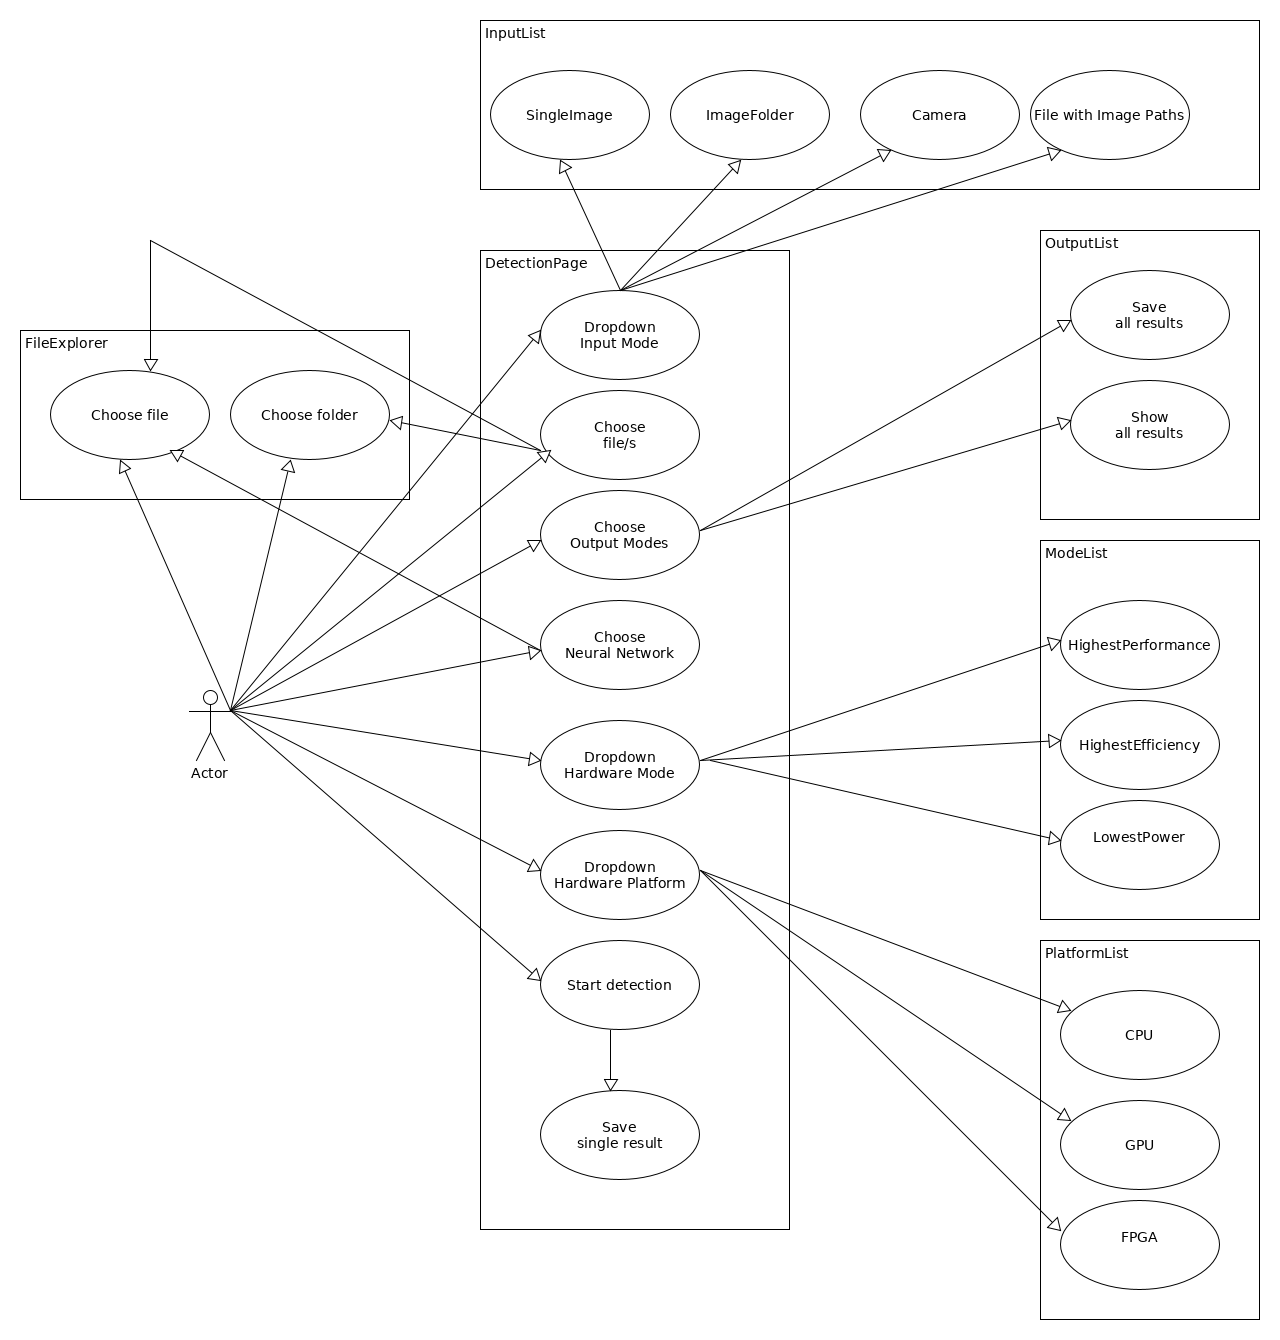 InputList
SingleImage
ImageFolder
Camera
File with Image Paths
OutputList
Save
all results
Show
all results
DetectionPage
Dropdown
Input Mode
Choose
file/s
Choose
Output Modes
Choose
Neural Network
Dropdown
Hardware Mode
Dropdown
Hardware Platform
Start detection
Save
single result
FileExplorer
Choose file
Choose folder
Actor
ModeList
HighestPerformance
HighestEfficiency
LowestPower
PlatformList
CPU
GPU
FPGA